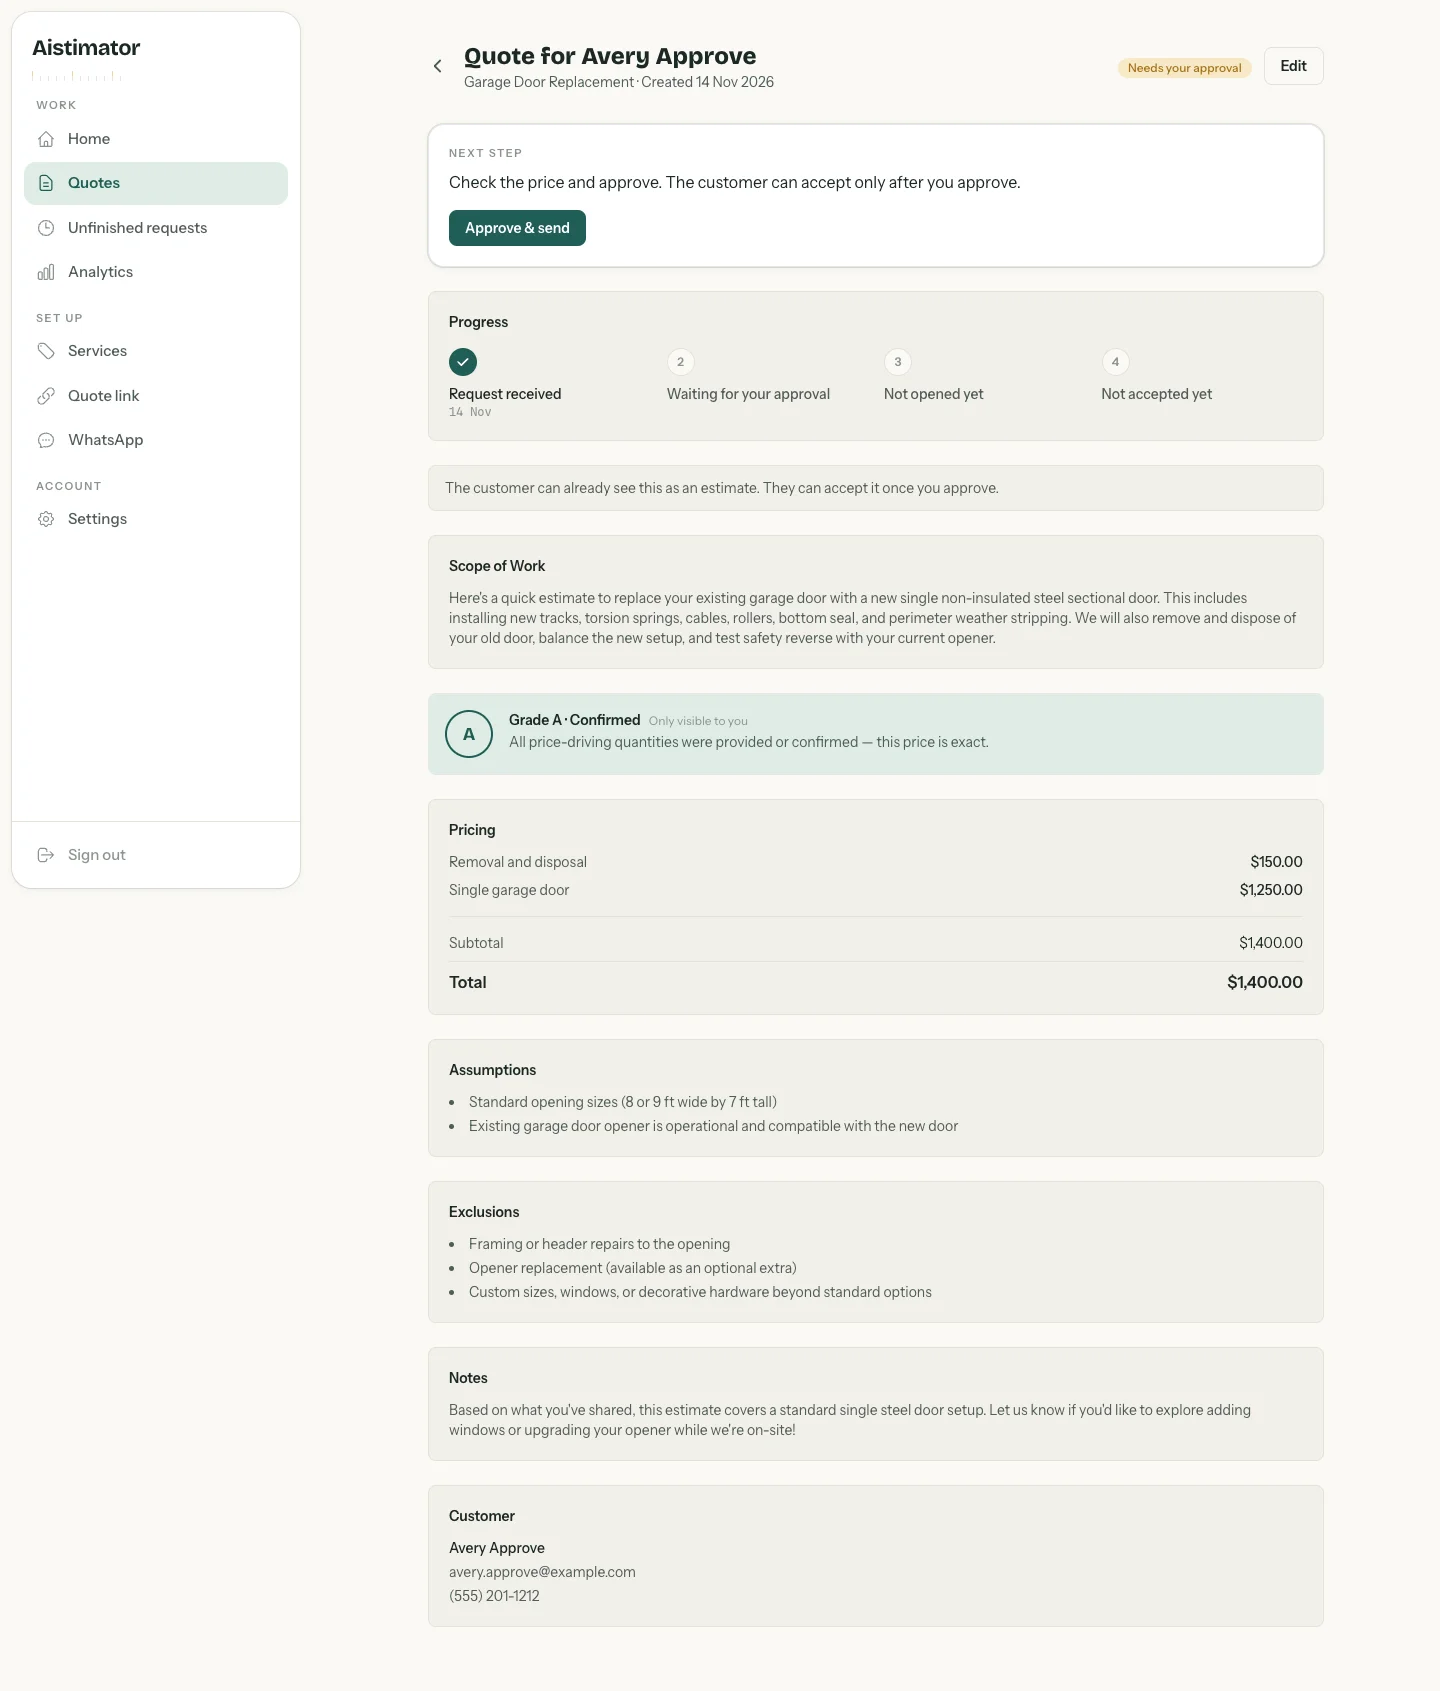 Aistimator
WORK
Home
Quotes
Unfinished requests
Analytics
SET UP
Services
Quote link
WhatsApp
ACCOUNT
Settings
Sign out
Quote for Avery Approve
Garage Door Replacement · Created 14 Nov 2026
Needs your approval
Edit
NEXT STEP
Check the price and approve. The customer can accept only after you approve.
Approve & send
Progress
2
3
4
Request received
Waiting for your approval
Not opened yet
Not accepted yet
14 Nov
The customer can already see this as an estimate. They can accept it once you approve.
Scope of Work
Here's a quick estimate to replace your existing garage door with a new single non-insulated steel sectional door. This includes
installing new tracks, torsion springs, cables, rollers, bottom seal, and perimeter weather stripping. We will also remove and dispose of
your old door, balance the new setup, and test safety reverse with your current opener.
A
Grade A · Confirmed Only visible to you
All price-driving quantities were provided or confirmed — this price is exact.
Pricing
Removal and disposal $150.00
Single garage door $1,250.00
Subtotal $1,400.00
Total $1,400.00
Assumptions
• Standard opening sizes (8 or 9 ft wide by 7 ft tall)
• Existing garage door opener is operational and compatible with the new door
Exclusions
• Framing or header repairs to the opening
• Opener replacement (available as an optional extra)
• Custom sizes, windows, or decorative hardware beyond standard options
Notes
Based on what you've shared, this estimate covers a standard single steel door setup. Let us know if you'd like to explore adding
windows or upgrading your opener while we're on-site!
Customer
Avery Approve
avery.approve@example.com
(555) 201-1212